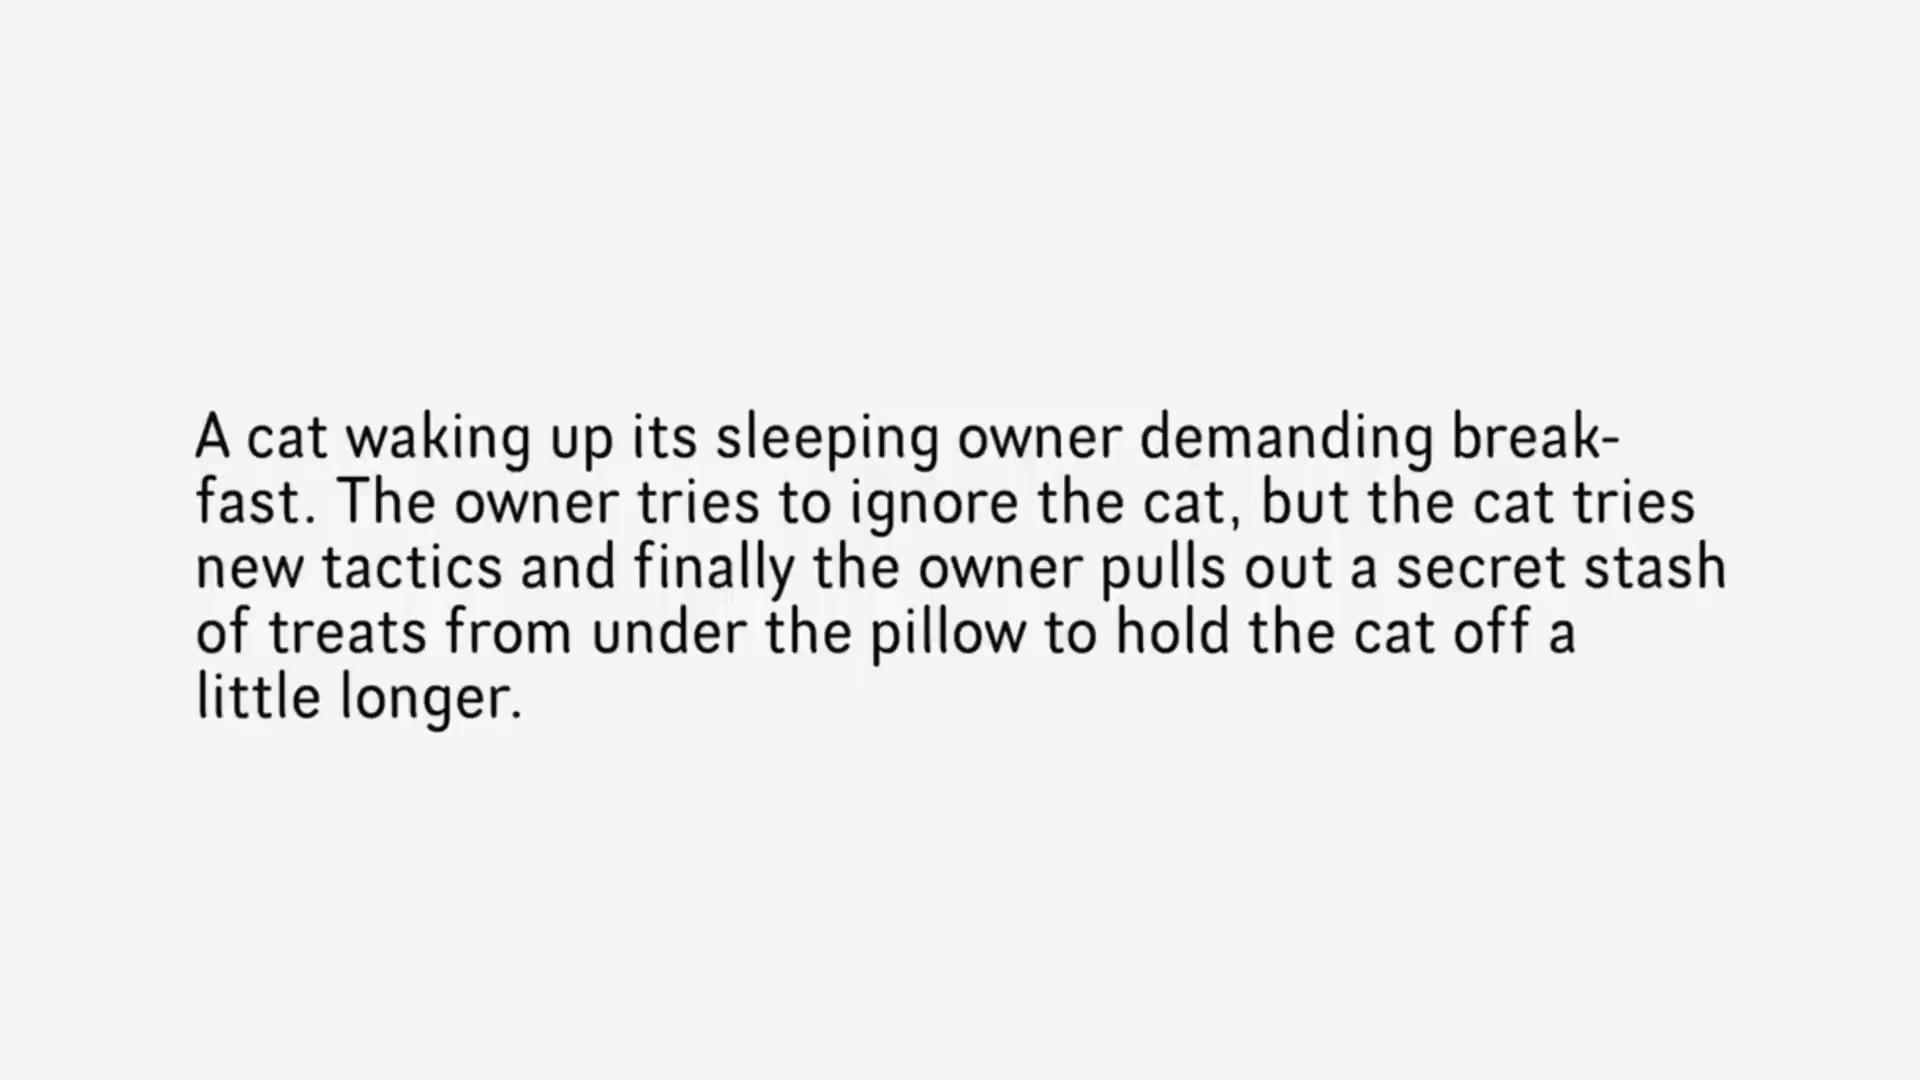 A cat waking up its sleeping owner demanding break-
fast. The owner tries to ignore the cat, but the cat tries
new tactics and finally the owner pulls out a secret stash
of treats from under the pillow to hold the cat off a
little longer.